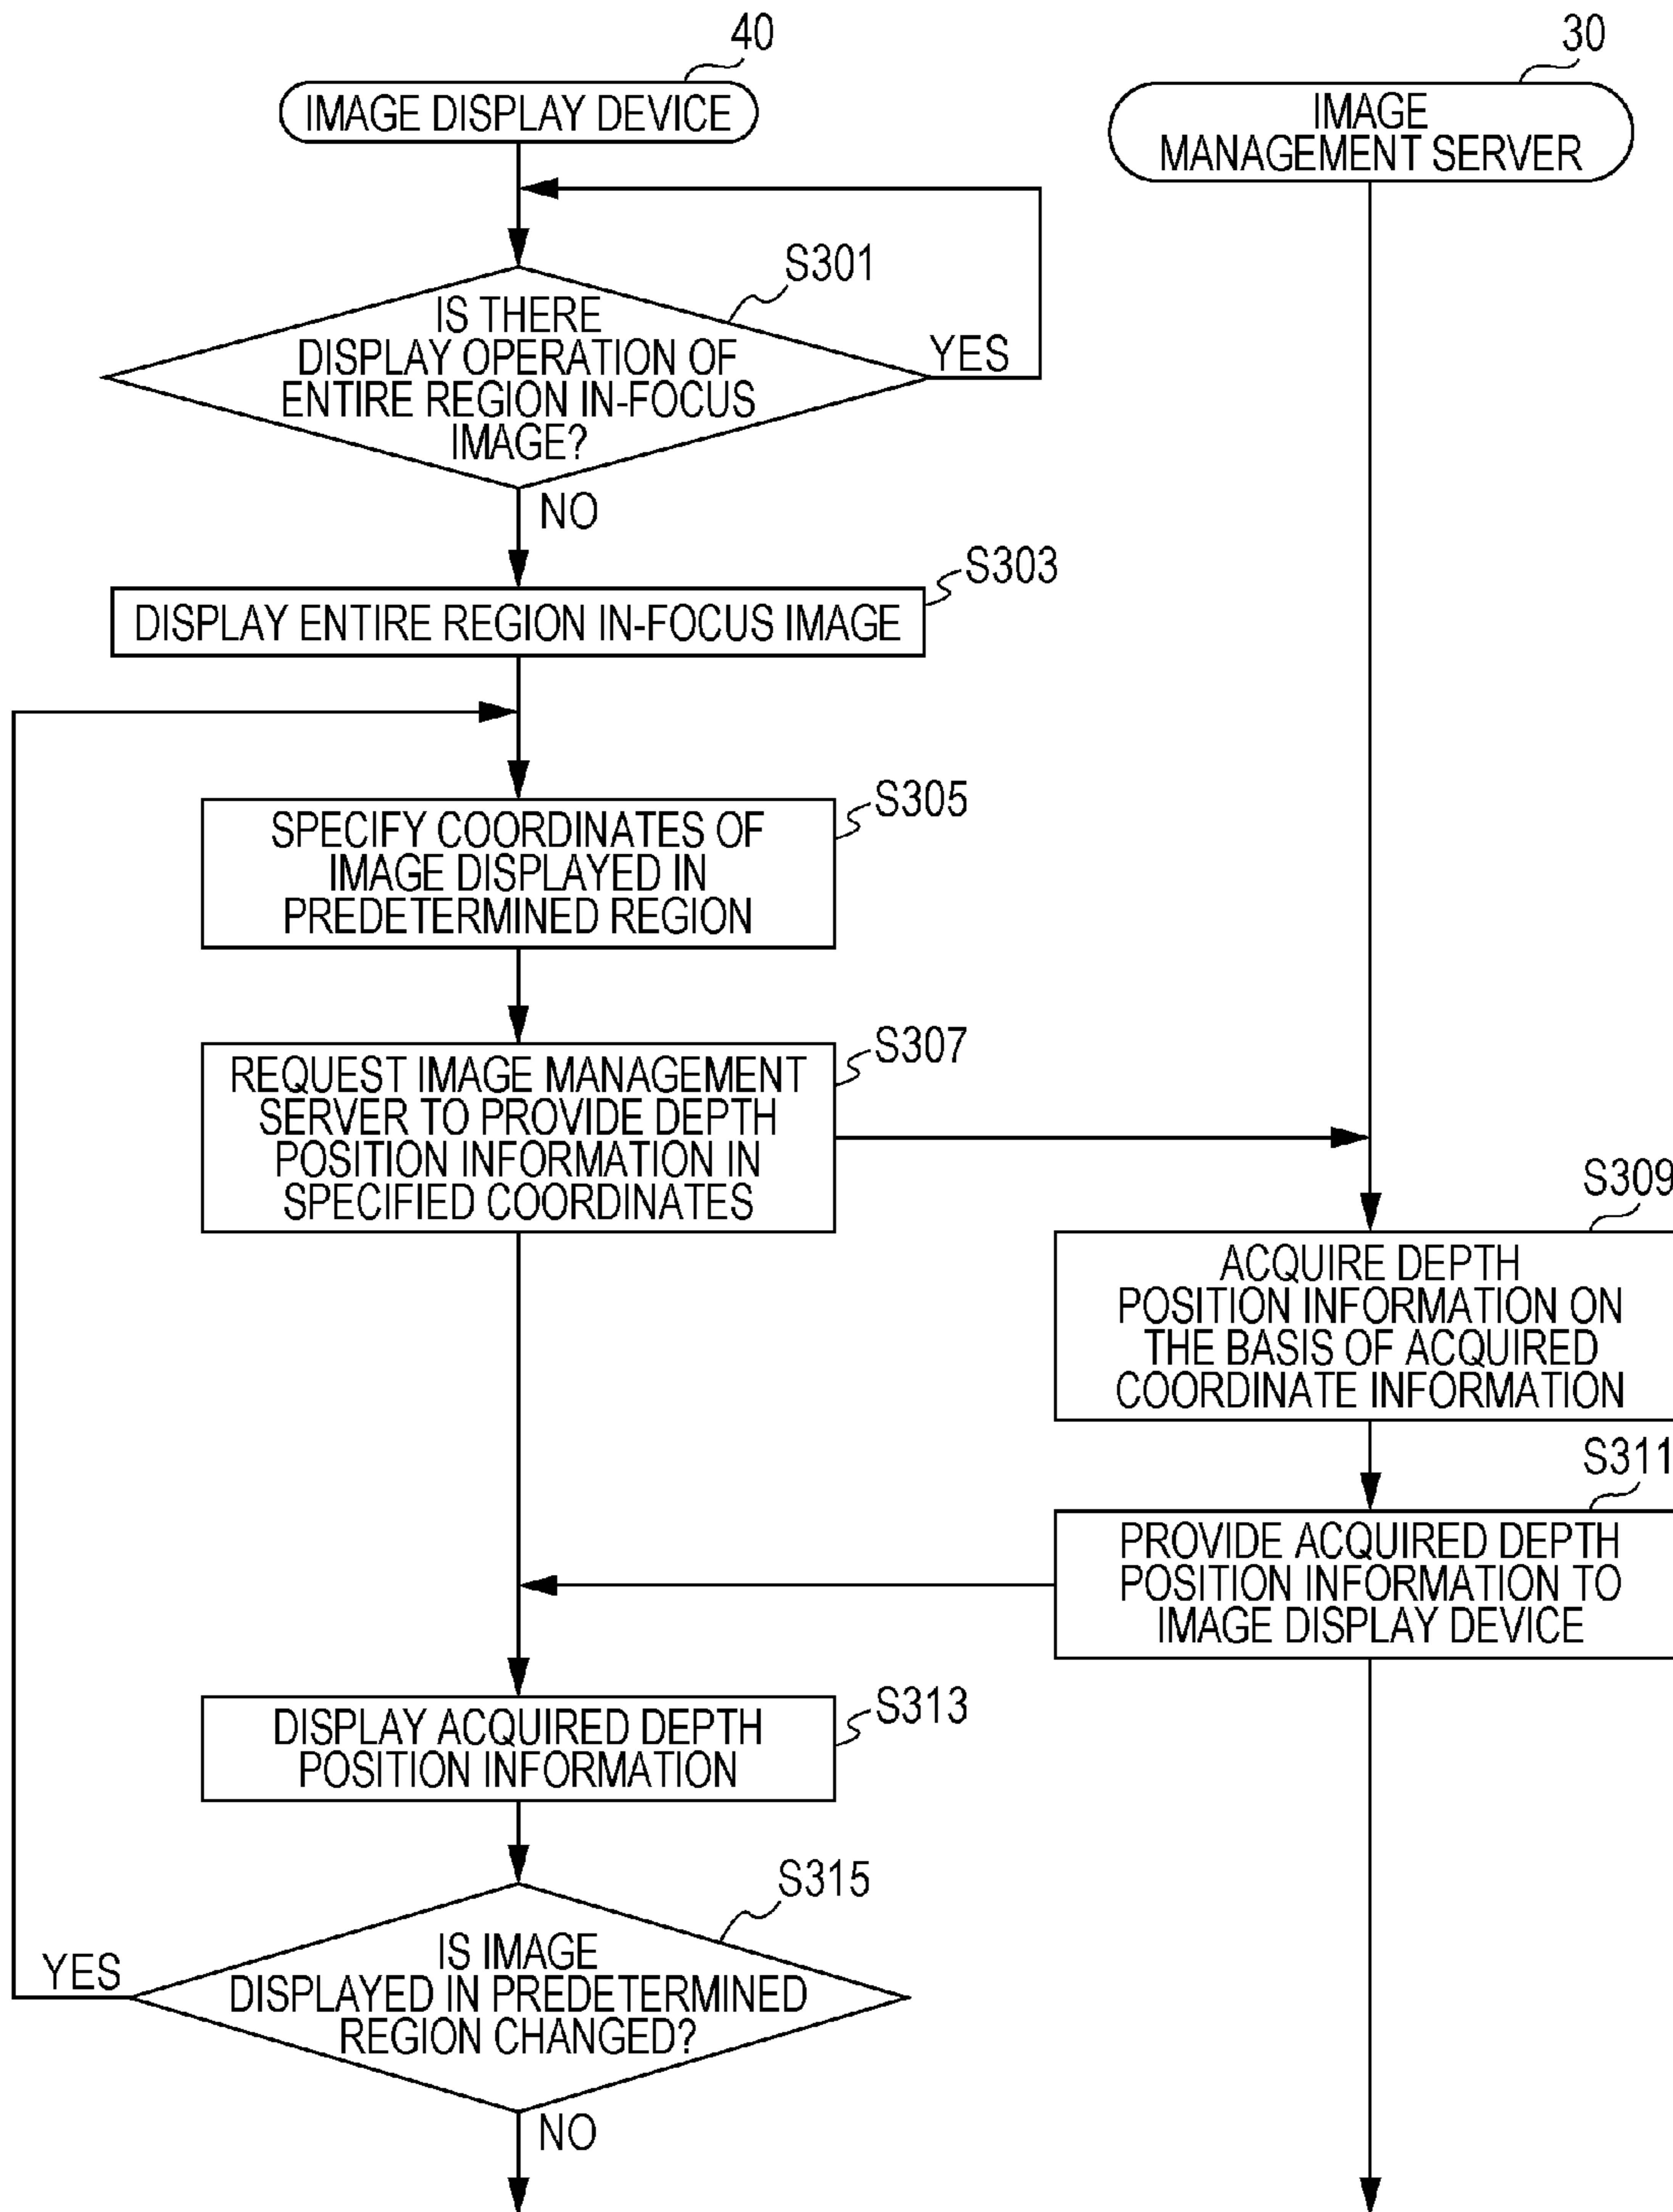 40
IMAGE DISPLAY DEVICE
30
IMAGE
MANAGEMENT SERVER
S301
IS THERE
DISPLAY OPERATION OF
ENTIRE REGION IN-FOCUS
IMAGE?
YES
NO
S303
DISPLAY ENTIRE REGION IN-FOCUS IMAGE
S305
SPECIFY COORDINATES OF
IMAGE DISPLAYED IN
PREDETERMINED REGION
S307
REQUEST IMAGE MANAGEMENT
SERVER TO PROVIDE DEPTH
POSITION INFORMATION IN
SPECIFIED COORDINATES
S309
ACQUIRE DEPTH
POSITION INFORMATION ON
THE BASIS OF ACQUIRED
COORDINATE INFORMATION
S311
PROVIDE ACQUIRED DEPTH
POSITION INFORMATION TO
IMAGE DISPLAY DEVICE
S313
DISPLAY ACQUIRED DEPTH
POSITION INFORMATION
S315
IS IMAGE
DISPLAYED IN PREDETERMINED
REGION CHANGED?
YES
NO